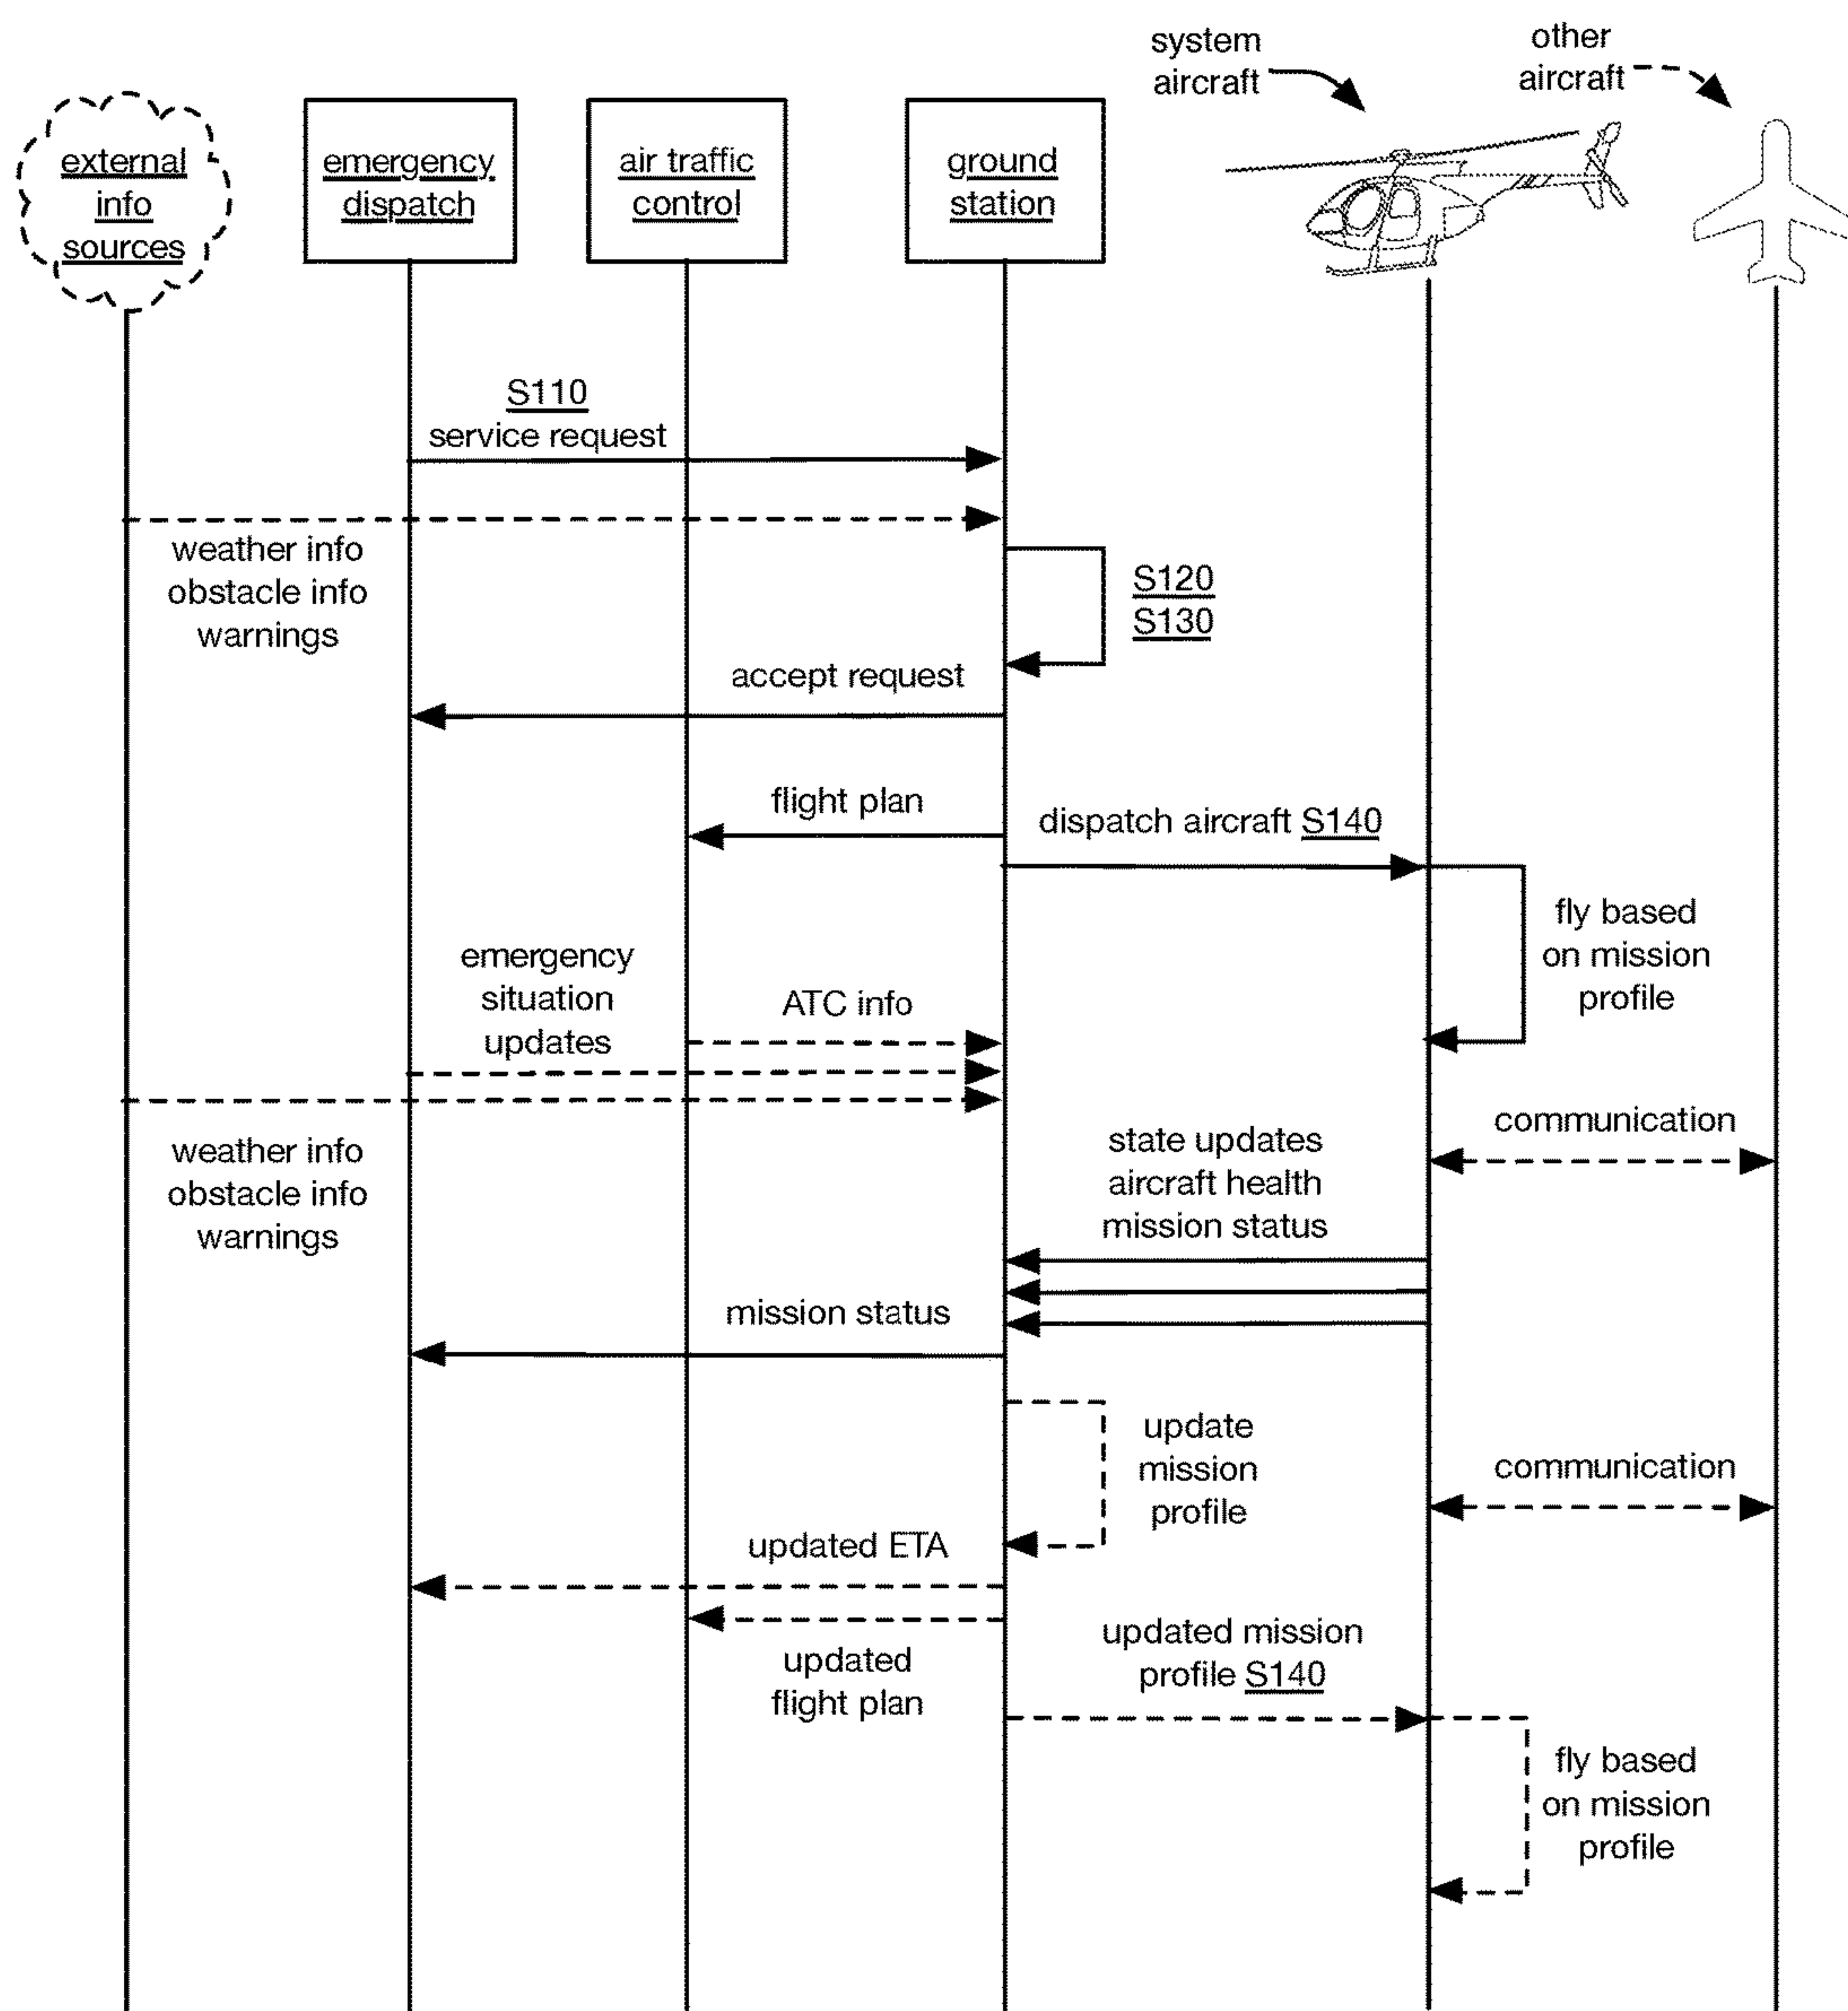 system
aircraft
other
aircraft
external
info
sources
emergency
dispatch
air traffic
control
ground
station
S110
service request
weather info
obstacle info
warnings
S120
S130
accept request
flight plan
dispatch aircraft S140
fly based
on mission
profile
emergency
situation
updates
ATC info
weather info
obstacle info
warnings
communication
state updates
aircraft health
mission status
mission status
update
mission
profile
communication
updated ETA
updated
flight plan
updated mission
profile S140
fly based
on mission
profile